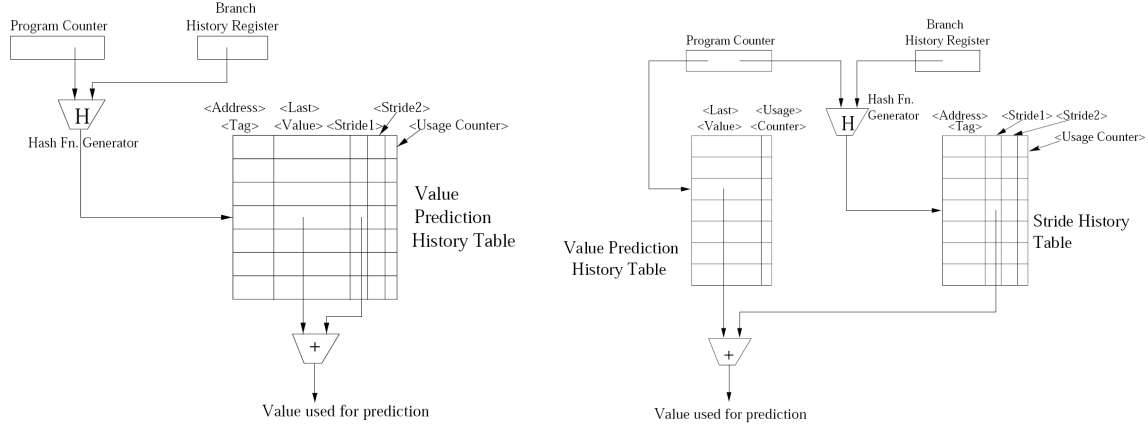 Program Counter
Branch
History Register
H
Hash Fn. Generator
<Address>
<Tag>
<Last>
<Value>
<Stride1>
<Stride2>
<Usage Counter>
Value
Prediction
History Table
+
Value used for prediction
Program Counter
Branch
History Register
<Last>
<Value>
<Usage>
<Counter>
H
Hash Fn.
Generator
<Address>
<Tag>
<Stride1>
<Stride2>
<Usage Counter>
Value Prediction
History Table
Stride History
Table
+
Value used for prediction